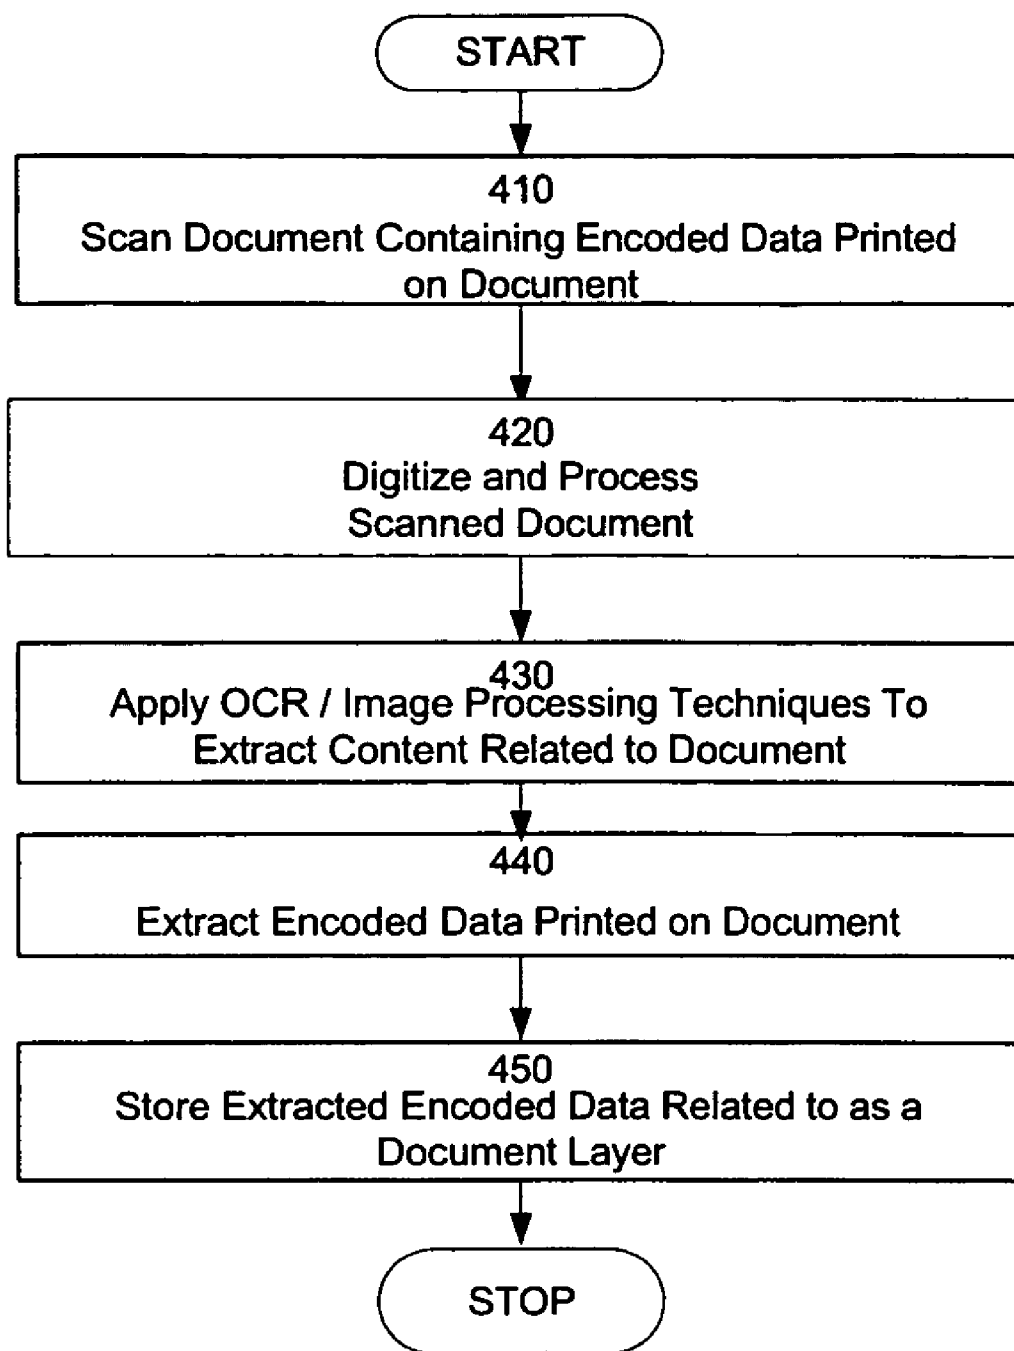 START
410
Scan Document Containing Encoded Data Printed
on Document
420
Digitize and Process
Scanned Document
430
Apply OCR / Image Processing Techniques To
Extract Content Related to Document
440
Extract Encoded Data Printed on Document
450
Store Extracted Encoded Data Related to as a
Document Layer
STOP